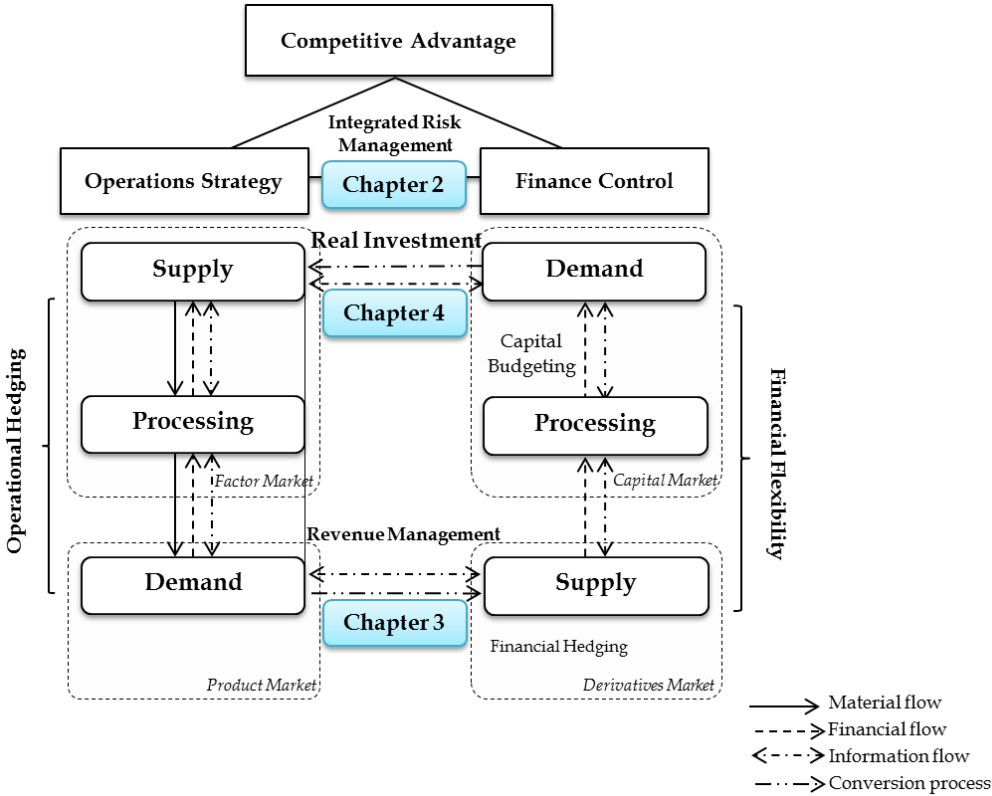 Competitive Advantage
Integrated Risk
Management
Operations Strategy
Chapter 2
Finance Control
Real Investment
Supply
Demand
Chapter 4
Capital
Budgeting
Operational Hedging
Processing
Processing
Financial Flexibility
Factor Market
Capital Market
Revenue Management
Demand
Supply
Chapter 3
Financial Hedging
Product Market
Derivatives Market
Material flow
Financial flow
Information flow
Conversion process